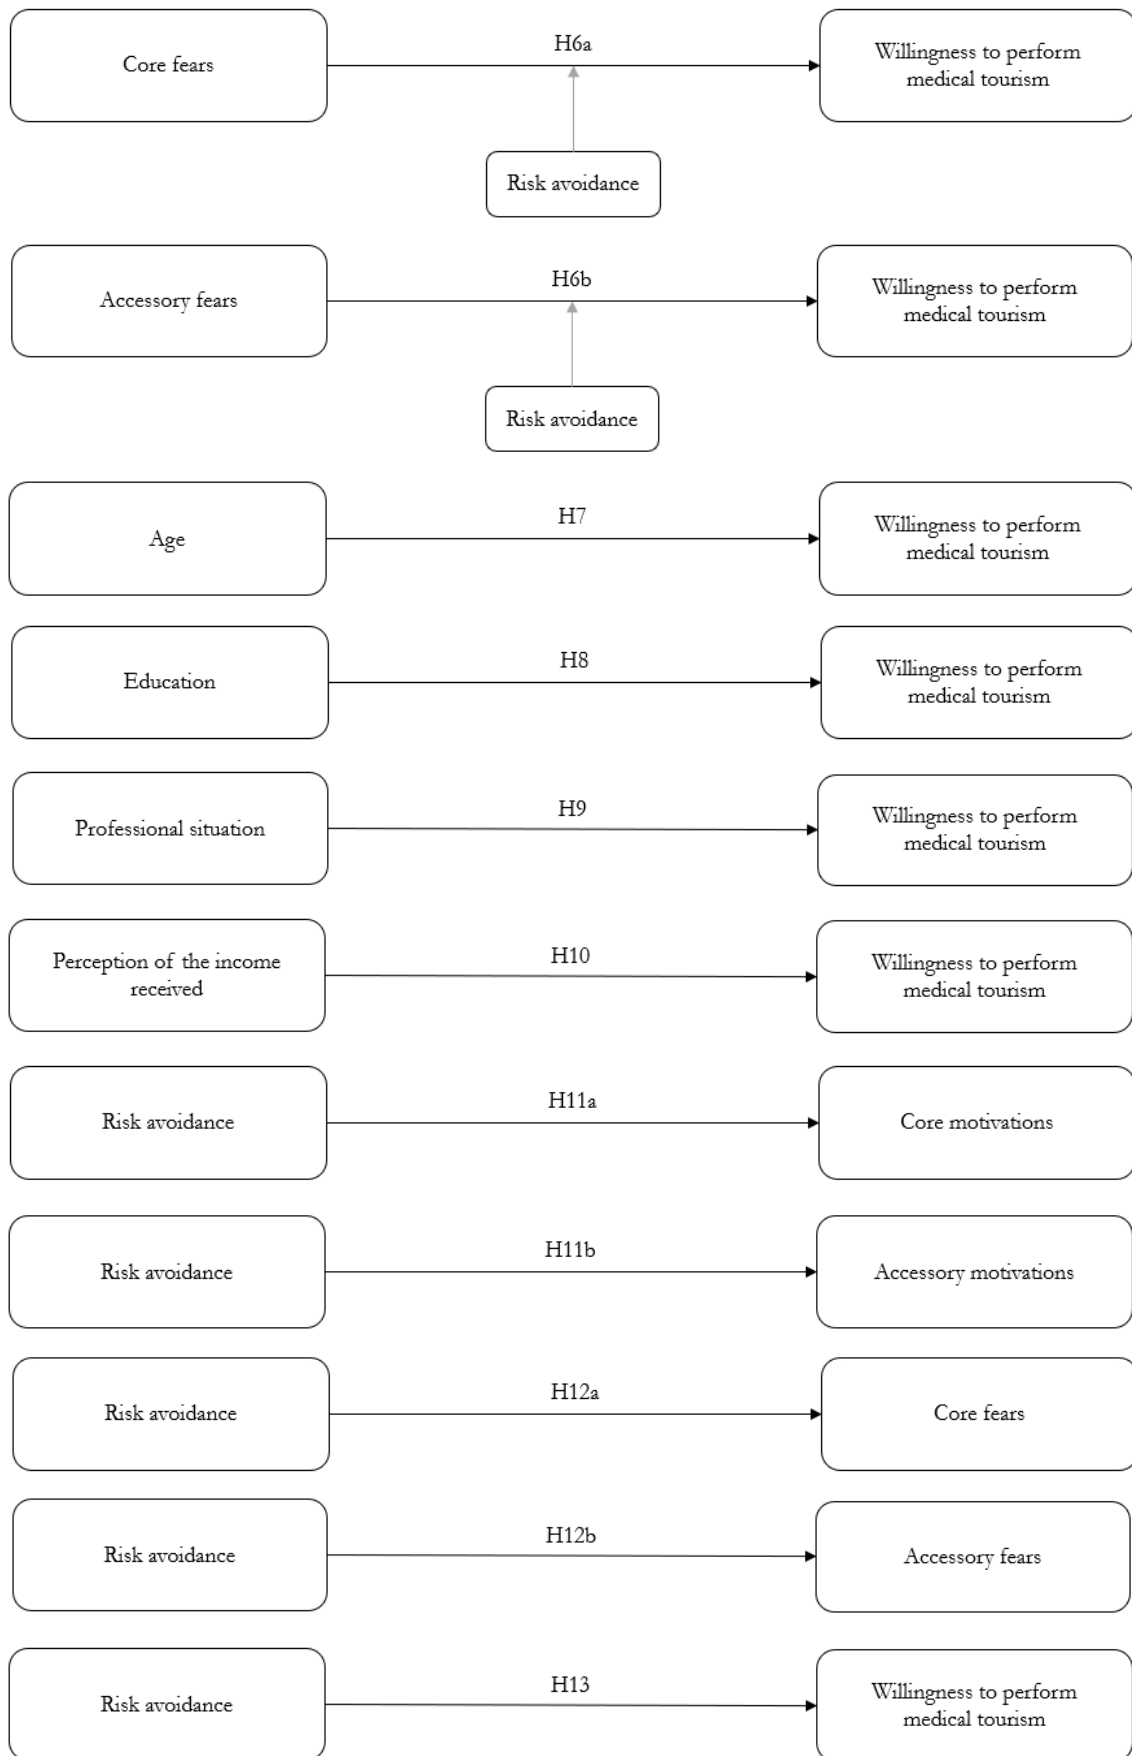 H6a
Core fears
Willingness to perform
medical tourism
Risk avoidance
H6b
Accessory fears
Willingness to perform
medical tourism
Risk avoidance
H7
Age
Willingness to perform
medical tourism
H8
Education
Willingness to perform
medical tourism
H9
Professional situation
Willingness to perform
medical tourism
H10
Perception of the income
received
Willingness to perform
medical tourism
H11a
Risk avoidance
Core motivations
H11b
Risk avoidance
Accessory motivations
H12a
Risk avoidance
Core fears
H12b
Risk avoidance
Accessory fears
H13
Risk avoidance
Willingness to perform
medical tourism